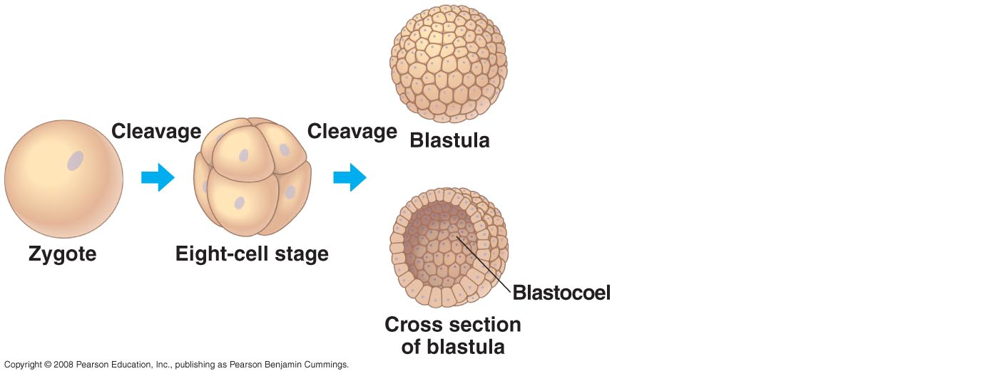 Cleavage
Cleavage
Blastula
Zygote
Eight-cell stage
Blastocoel
Cross section
of blastula
Copyright © 2008 Pearson Education, Inc., publishing as Pearson Benjamin Cummings.